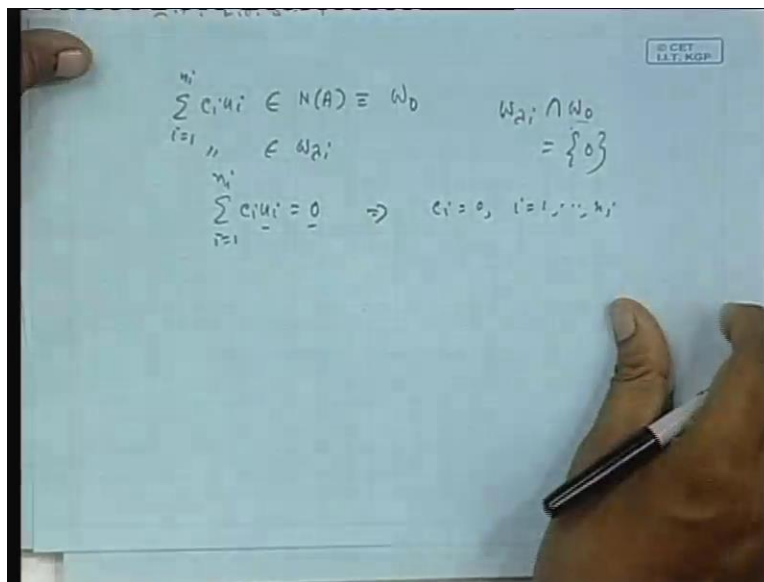 © CET
I.I.T. KGP
n_i
∑ c_i u_i ∈ N(A) ≡ W_0
i=1
" ∈ W_{λ_i}
W_{λ_i} ∩ W_0
= {0}
n_i
∑ c_i u_i = 0 ⇒ c_i = 0, i = 1, ..., n_i
i=1